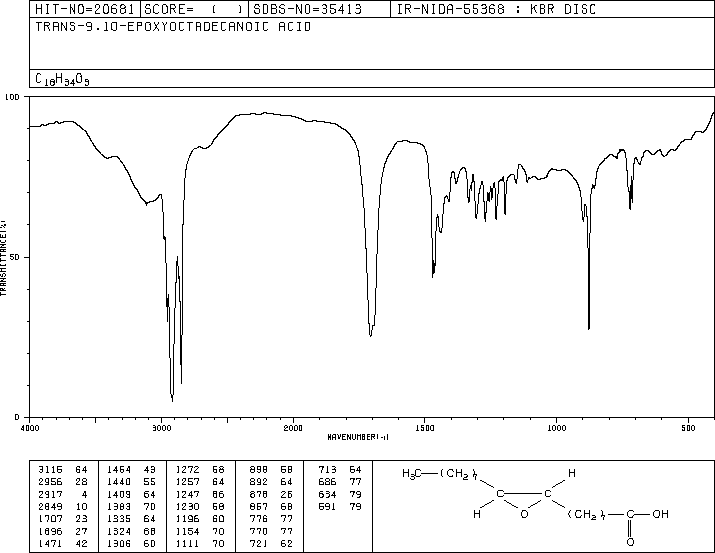 HIT-NO=20681 SCORE= ( ) SDBS-NO=35413 IR-NIDA-55368 : KBR DISC
TRANS-9,10-EPOXYOCTADECANOIC ACID
C18H34O3
100
50
0
TRANSMITTANCE(%)
4000 3000 2000 1500 1000 500
WAVENUMBER(-1)
3115 64 1464 43 1272 68 898 68 713 64
2956 28 1440 55 1257 64 892 64 686 77
2917 4 1409 64 1247 66 878 26 634 79
2849 10 1383 70 1230 58 857 68 591 79
1707 23 1335 64 1196 60 776 77
1696 27 1324 68 1154 70 770 77
1471 42 1306 60 1111 70 721 62
H3C (CH2)7 H
C C
H O (CH2)7 C OH
O